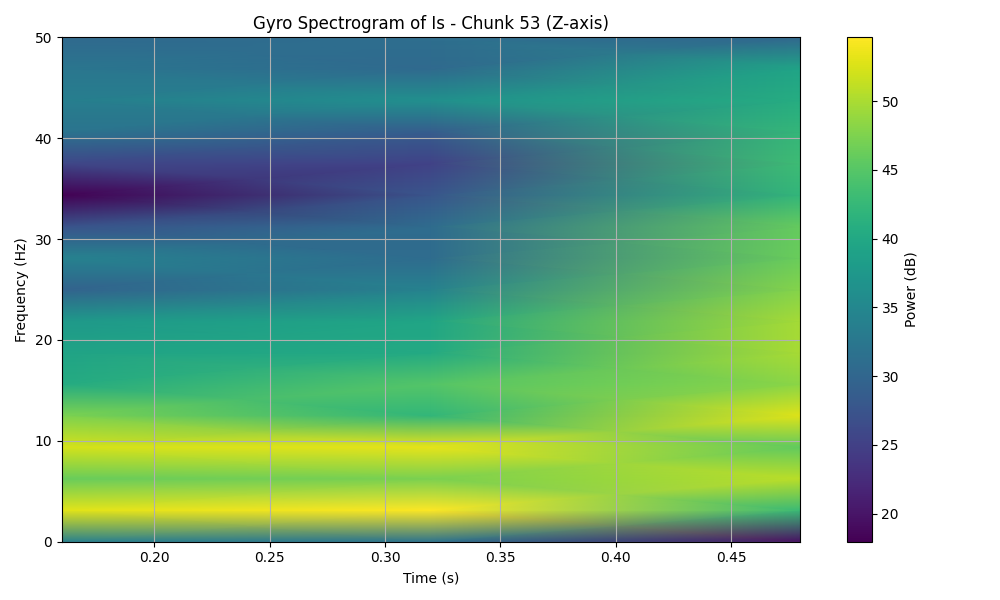 Gyro Spectrogram of Is - Chunk 53 (Z-axis)
50
40
30
20
10
0
Frequency (Hz)
0.20 0.25 0.30 0.35 0.40 0.45
Time (s)
50
45
40
35
30
25
20
Power (dB)